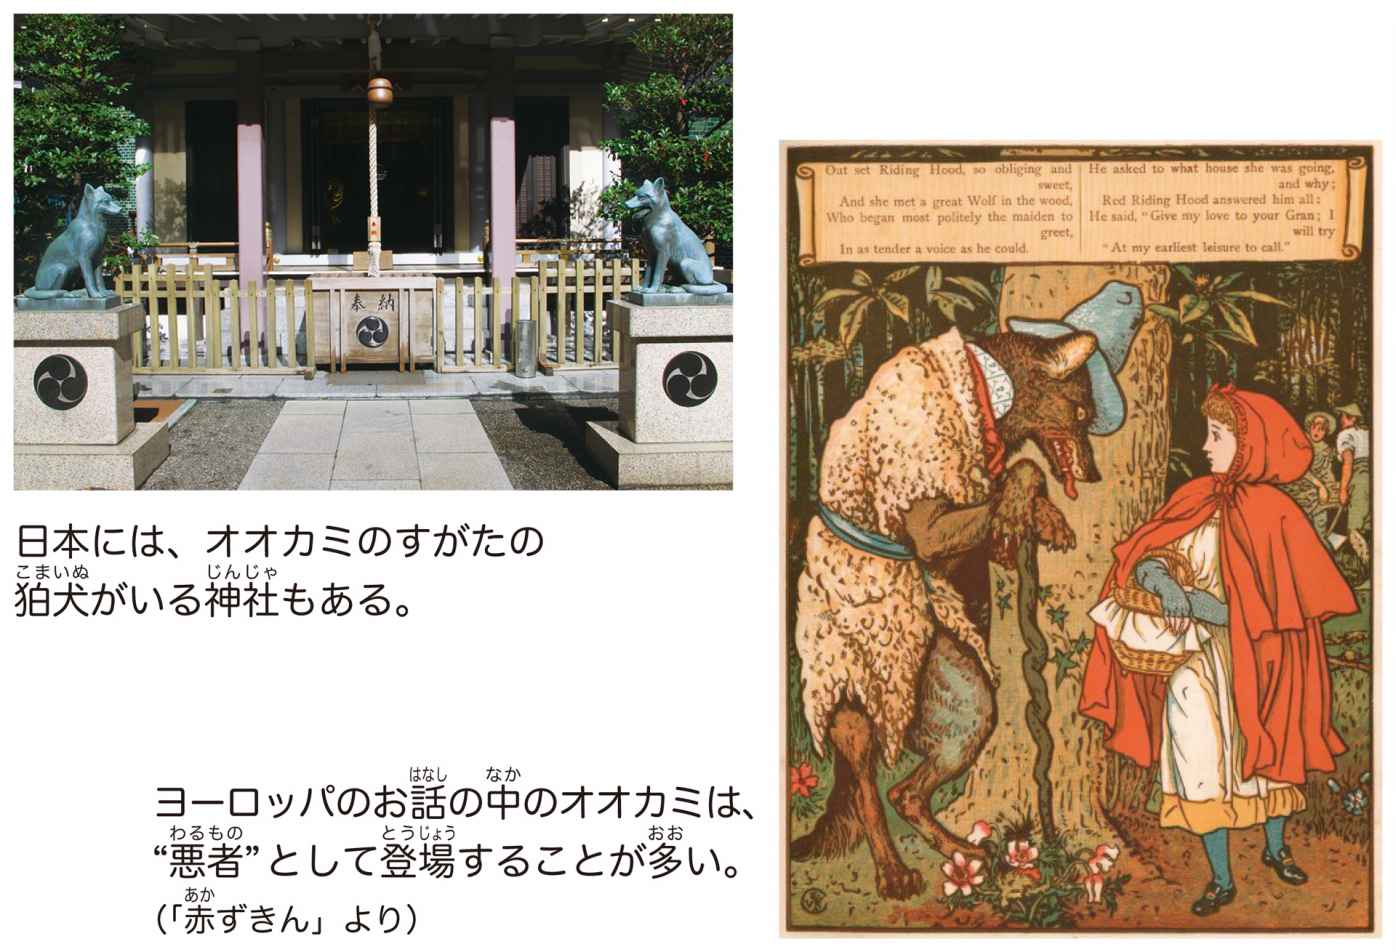 奉納
日本には、オオカミのすがたの
こまいぬ じんじゃ
狛犬がいる神社もある。
Out set Riding Hood, so obliging and
sweet,
And she met a great Wolf in the wood,
Who began most politely the maiden to
greet,
In as tender a voice as he could.
He asked to what house she was going,
and why;
Red Riding Hood answered him all:
He said, "Give my love to your Gran; I
will try
"At my earliest leisure to call."
はなし なか
ヨーロッパのお話の中のオオカミは、
わるもの とうじょう おお
“悪者”として登場することが多い。
あか
（「赤ずきん」より）